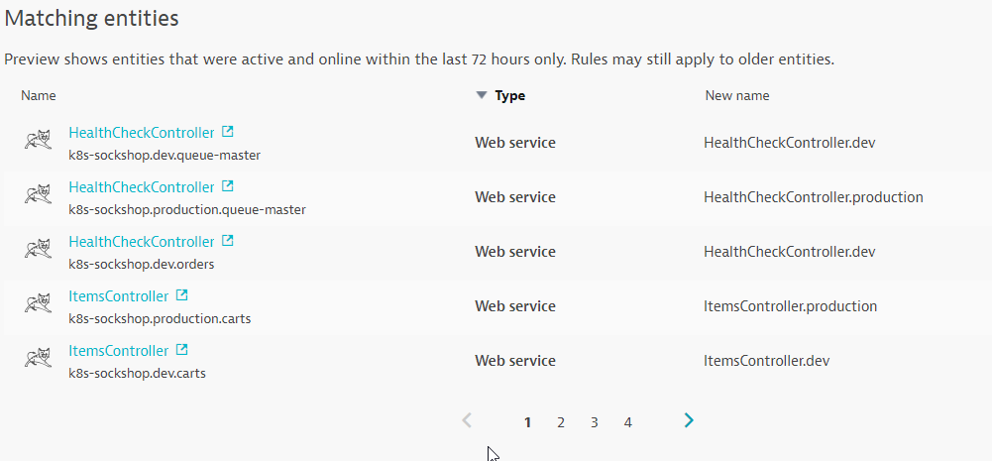 Matching entities
Preview shows entities that were active and online within the last 72 hours only. Rules may still apply to older entities.
Name Type New name
HealthCheckController
k8s-sockshop.dev.queue-master
Web service
HealthCheckController.dev
HealthCheckController
k8s-sockshop.production.queue-master
Web service
HealthCheckController.production
HealthCheckController
k8s-sockshop.dev.orders
Web service
HealthCheckController.dev
ItemsController
k8s-sockshop.production.carts
Web service
ItemsController.production
ItemsController
k8s-sockshop.dev.carts
Web service
ItemsController.dev
1 2 3 4